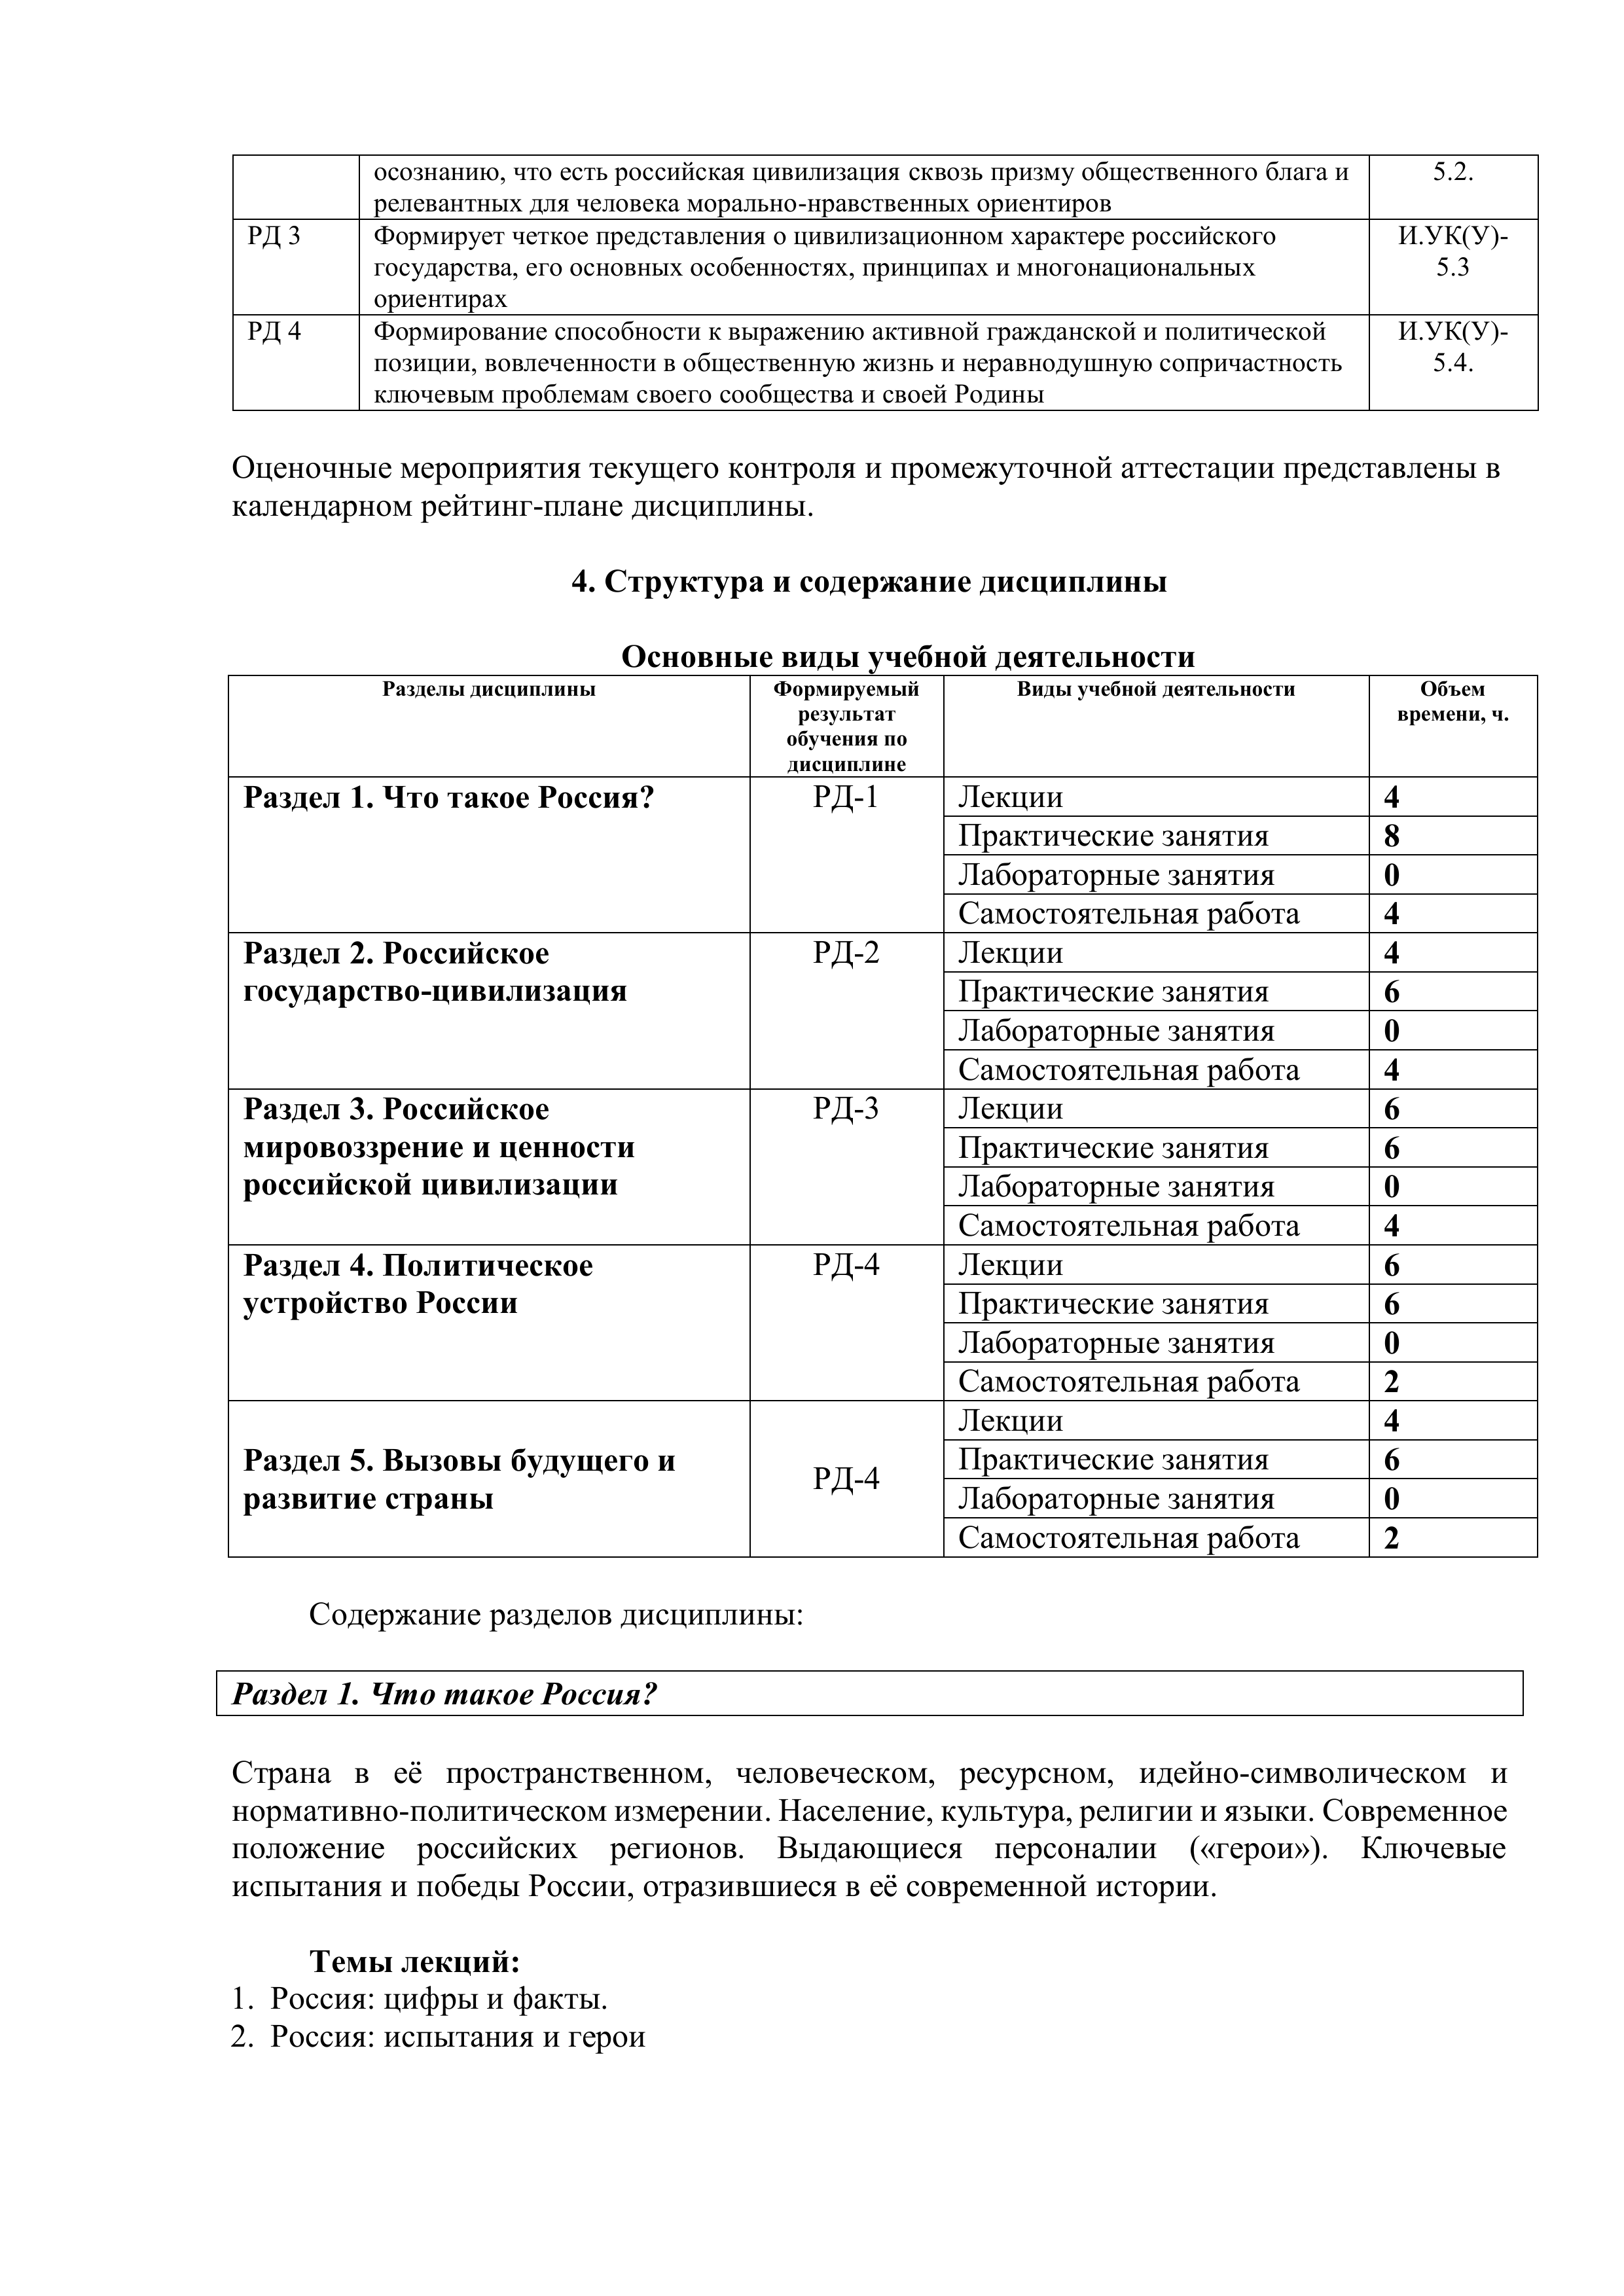 осознанию, что есть российская цивилизация сквозь призму общественного блага и
релевантных для человека морально-нравственных ориентиров
5.2.
РД 3
Формирует четкое представления о цивилизационном характере российского
государства, его основных особенностях, принципах и многонациональных
ориентирах
И.УК(У)-
5.3
РД 4
Формирование способности к выражению активной гражданской и политической
позиции, вовлеченности в общественную жизнь и неравнодушную сопричастность
ключевым проблемам своего сообщества и своей Родины
И.УК(У)-
5.4.
Оценочные мероприятия текущего контроля и промежуточной аттестации представлены в
календарном рейтинг-плане дисциплины.
4. Структура и содержание дисциплины
Основные виды учебной деятельности
Разделы дисциплины
Формируемый
результат
обучения по
дисциплине
Виды учебной деятельности
Объем
времени, ч.
Раздел 1. Что такое Россия?
РД-1
Лекции
4
Практические занятия
8
Лабораторные занятия
0
Самостоятельная работа
4
Раздел 2. Российское
государство-цивилизация
РД-2
Лекции
4
Практические занятия
6
Лабораторные занятия
0
Самостоятельная работа
4
Раздел 3. Российское
мировоззрение и ценности
российской цивилизации
РД-3
Лекции
6
Практические занятия
6
Лабораторные занятия
0
Самостоятельная работа
4
Раздел 4. Политическое
устройство России
РД-4
Лекции
6
Практические занятия
6
Лабораторные занятия
0
Самостоятельная работа
2
Раздел 5. Вызовы будущего и
развитие страны
РД-4
Лекции
4
Практические занятия
6
Лабораторные занятия
0
Самостоятельная работа
2
Содержание разделов дисциплины:
Раздел 1. Что такое Россия?
Страна в её пространственном, человеческом, ресурсном, идейно-символическом и
нормативно-политическом измерении. Население, культура, религии и языки. Современное
положение российских регионов. Выдающиеся персоналии («герои»). Ключевые
испытания и победы России, отразившиеся в её современной истории.
Темы лекций:
1. Россия: цифры и факты.
2. Россия: испытания и герои